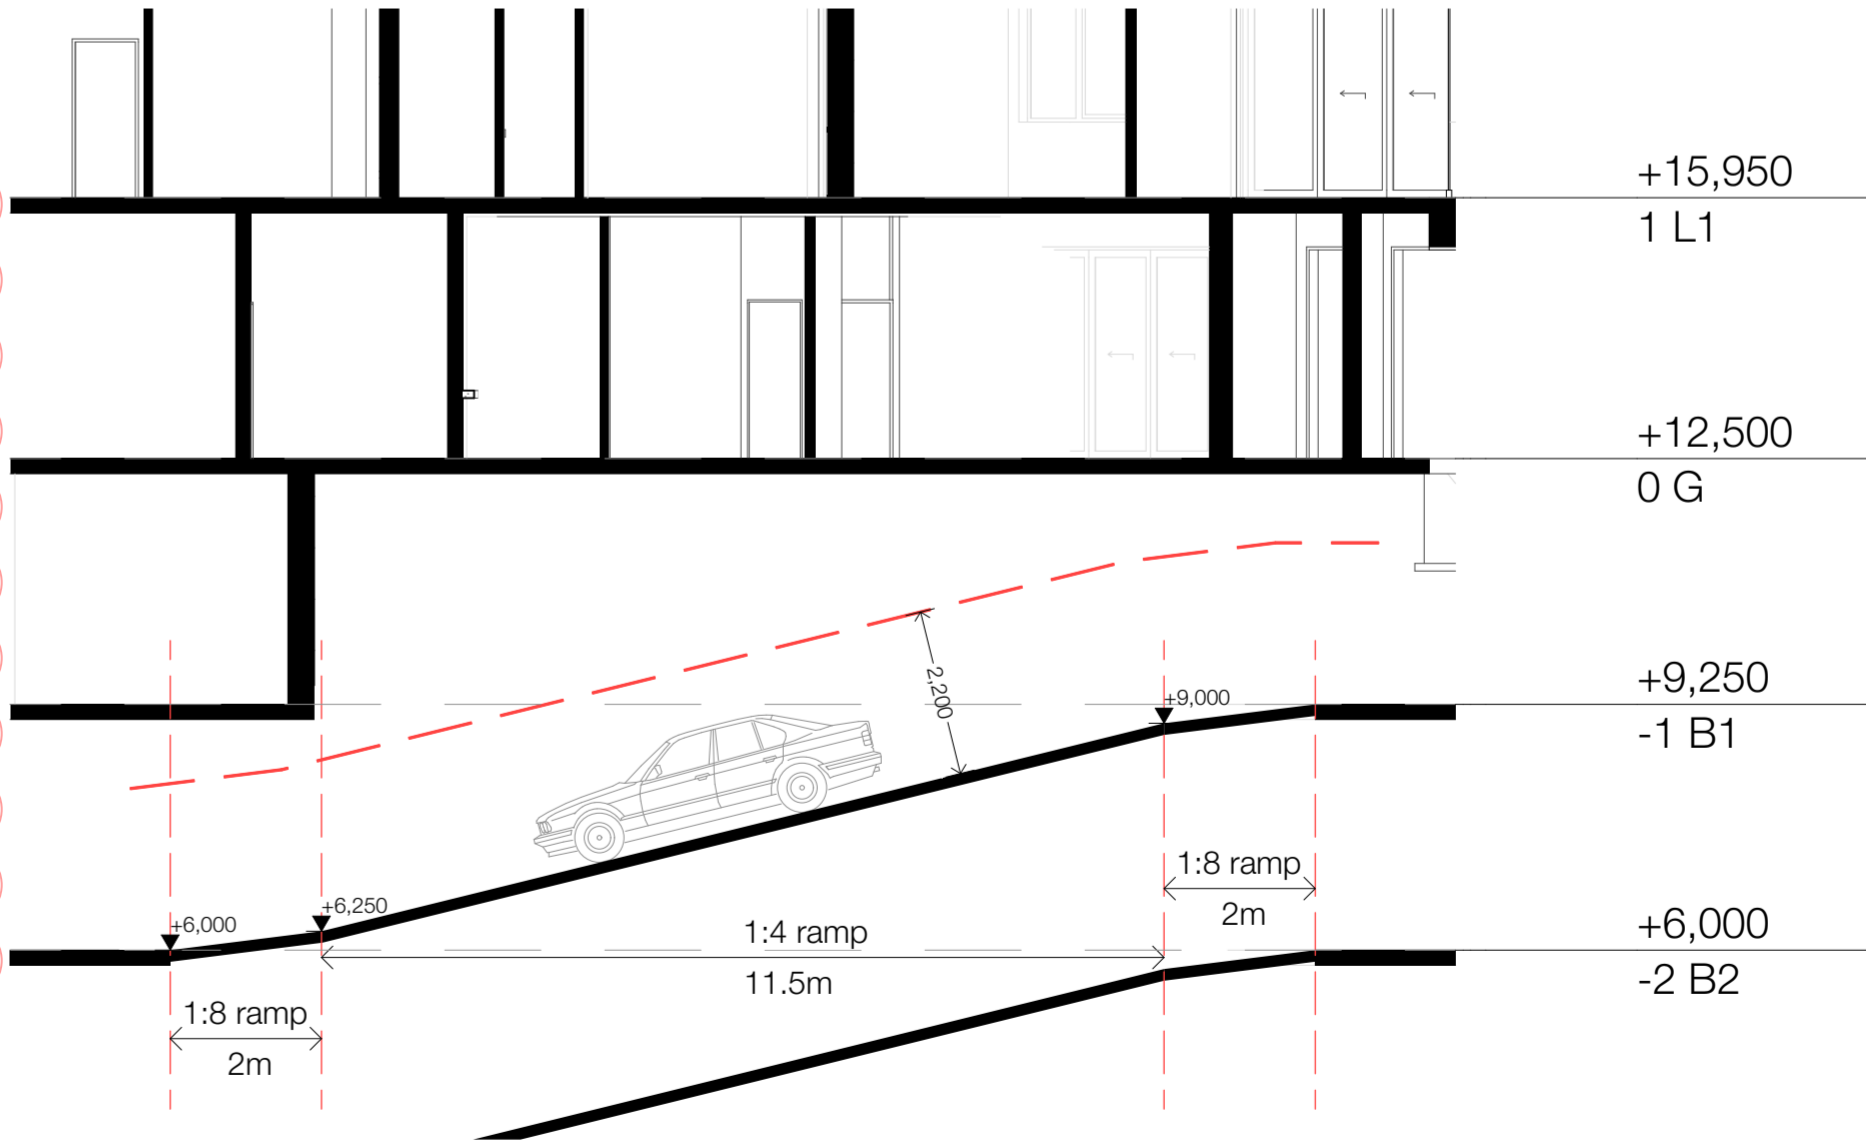 +15,950
1 L1
+12,500
0 G
+9,250
-1 B1
2,200
+9,000
1:8 ramp
2m
+6,250
+6,000
1:4 ramp
11.5m
+6,000
-2 B2
1:8 ramp
2m